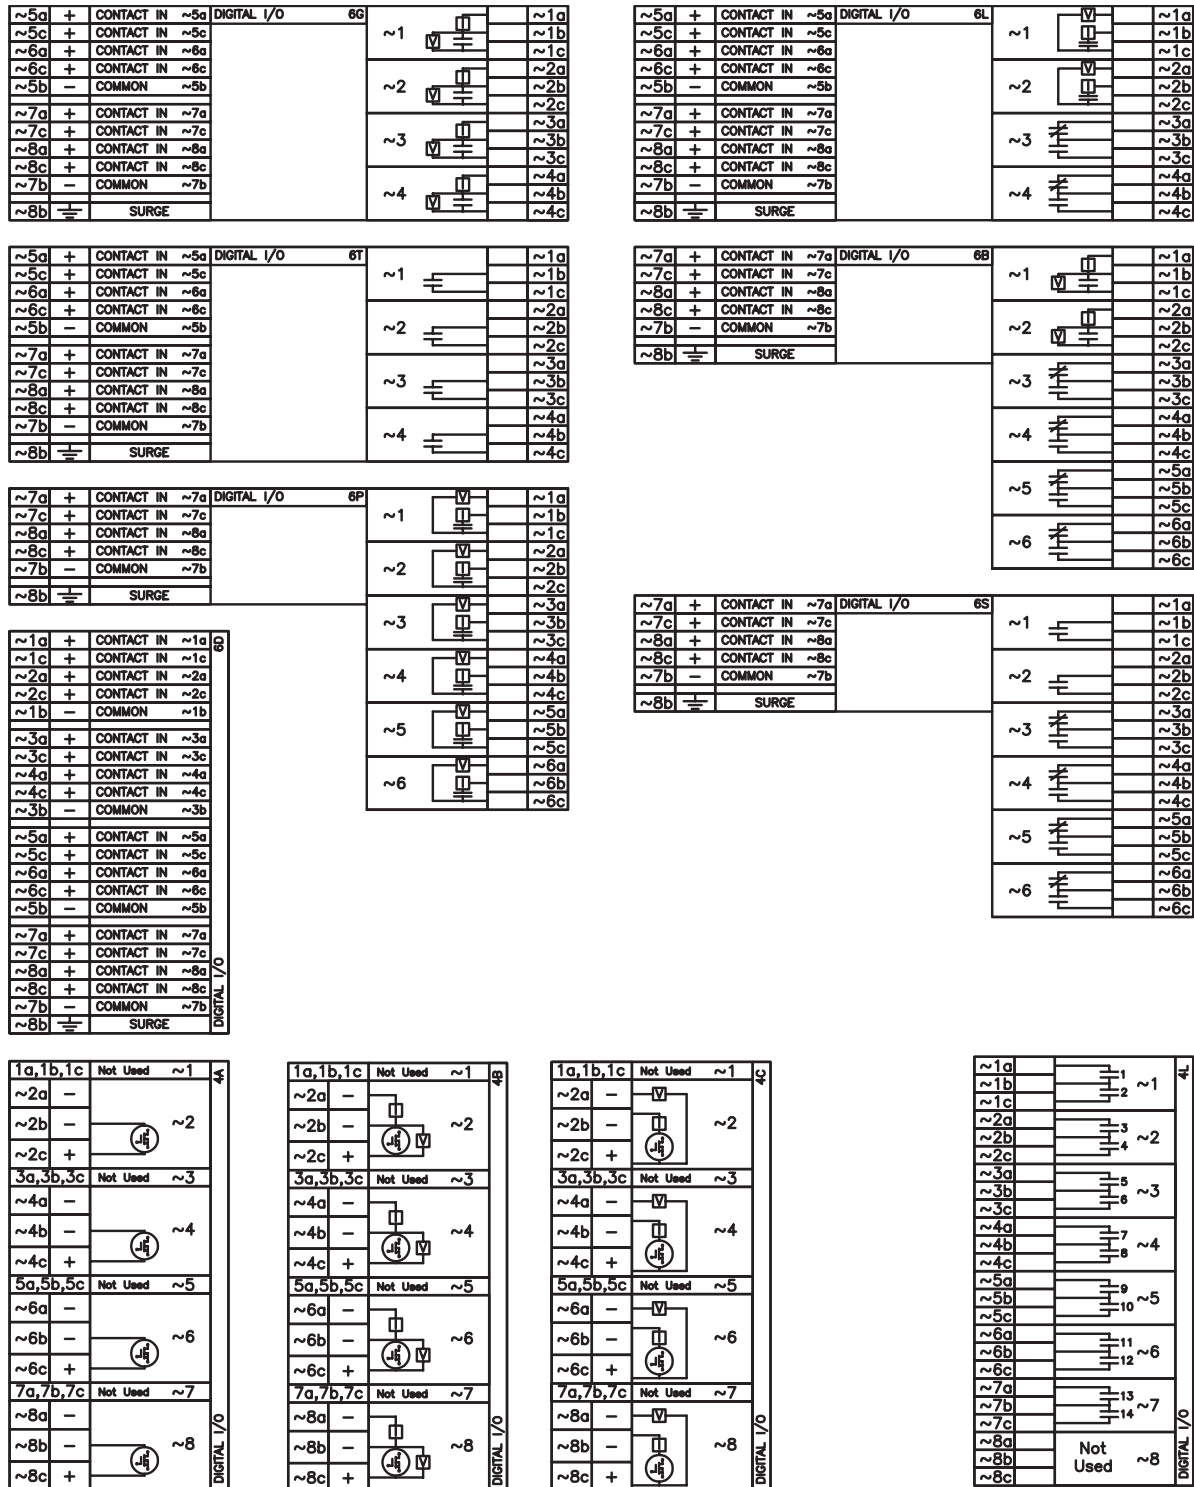 ~5a + CONTACT IN ~5a DIGITAL I/O 6G
~5c + CONTACT IN ~5c
~6a + CONTACT IN ~6a
~6c + CONTACT IN ~6c
~5b − COMMON ~5b
~7a + CONTACT IN ~7a
~7c + CONTACT IN ~7c
~8a + CONTACT IN ~8a
~8c + CONTACT IN ~8c
~7b − COMMON ~7b
~8b SURGE
~1 V ~1a
~1b
~1c
~2 V ~2a
~2b
~2c
~3 V ~3a
~3b
~3c
~4 V ~4a
~4b
~4c
~5a + CONTACT IN ~5a DIGITAL I/O 6L
~5c + CONTACT IN ~5c
~6a + CONTACT IN ~6a
~6c + CONTACT IN ~6c
~5b − COMMON ~5b
~7a + CONTACT IN ~7a
~7c + CONTACT IN ~7c
~8a + CONTACT IN ~8a
~8c + CONTACT IN ~8c
~7b − COMMON ~7b
~8b SURGE
~1 V I ~1a
~1b
~1c
~2 V I ~2a
~2b
~2c
~3 ~3a
~3b
~3c
~4 ~4a
~4b
~4c
~5a + CONTACT IN ~5a DIGITAL I/O 6T
~5c + CONTACT IN ~5c
~6a + CONTACT IN ~6a
~6c + CONTACT IN ~6c
~5b − COMMON ~5b
~7a + CONTACT IN ~7a
~7c + CONTACT IN ~7c
~8a + CONTACT IN ~8a
~8c + CONTACT IN ~8c
~7b − COMMON ~7b
~8b SURGE
~1 ~1a
~1b
~1c
~2 ~2a
~2b
~2c
~3 ~3a
~3b
~3c
~4 ~4a
~4b
~4c
~7a + CONTACT IN ~7a DIGITAL I/O 6B
~7c + CONTACT IN ~7c
~8a + CONTACT IN ~8a
~8c + CONTACT IN ~8c
~7b − COMMON ~7b
~8b SURGE
~1 V I ~1a
~1b
~1c
~2 V I ~2a
~2b
~2c
~3 ~3a
~3b
~3c
~4 ~4a
~4b
~4c
~5 ~5a
~5b
~5c
~6 ~6a
~6b
~6c
~7a + CONTACT IN ~7a DIGITAL I/O 6P
~7c + CONTACT IN ~7c
~8a + CONTACT IN ~8a
~8c + CONTACT IN ~8c
~7b − COMMON ~7b
~8b SURGE
~1 V I ~1a
~1b
~1c
~2 V I ~2a
~2b
~2c
~3 V I ~3a
~3b
~3c
~4 V I ~4a
~4b
~4c
~5 V I ~5a
~5b
~5c
~6 V I ~6a
~6b
~6c
~7a + CONTACT IN ~7a DIGITAL I/O 6S
~7c + CONTACT IN ~7c
~8a + CONTACT IN ~8a
~8c + CONTACT IN ~8c
~7b − COMMON ~7b
~8b SURGE
~1 ~1a
~1b
~1c
~2 ~2a
~2b
~2c
~3 ~3a
~3b
~3c
~4 ~4a
~4b
~4c
~5 ~5a
~5b
~5c
~6 ~6a
~6b
~6c
~1a + CONTACT IN ~1a 6D
~1c + CONTACT IN ~1c
~2a + CONTACT IN ~2a
~2c + CONTACT IN ~2c
~1b − COMMON ~1b
~3a + CONTACT IN ~3a
~3c + CONTACT IN ~3c
~4a + CONTACT IN ~4a
~4c + CONTACT IN ~4c
~3b − COMMON ~3b
~5a + CONTACT IN ~5a
~5c + CONTACT IN ~5c
~6a + CONTACT IN ~6a
~6c + CONTACT IN ~6c
~5b − COMMON ~5b
~7a + CONTACT IN ~7a
~7c + CONTACT IN ~7c
~8a + CONTACT IN ~8a
~8c + CONTACT IN ~8c
~7b − COMMON ~7b
~8b SURGE
DIGITAL I/O
1a,1b,1c Not Used ~1 4A
~2a −
~2b − ~2
~2c +
3a,3b,3c Not Used ~3
~4a −
~4b − ~4
~4c +
5a,5b,5c Not Used ~5
~6a −
~6b − ~6
~6c +
7a,7b,7c Not Used ~7
~8a −
~8b − ~8
~8c +
DIGITAL I/O
1a,1b,1c Not Used ~1 4B
~2a −
~2b − V ~2
~2c +
3a,3b,3c Not Used ~3
~4a −
~4b − V ~4
~4c +
5a,5b,5c Not Used ~5
~6a −
~6b − V ~6
~6c +
7a,7b,7c Not Used ~7
~8a −
~8b − V ~8
~8c +
DIGITAL I/O
1a,1b,1c Not Used ~1 4C
~2a − V
~2b − I ~2
~2c +
3a,3b,3c Not Used ~3
~4a − V
~4b − I ~4
~4c +
5a,5b,5c Not Used ~5
~6a − V
~6b − I ~6
~6c +
7a,7b,7c Not Used ~7
~8a − V
~8b − I ~8
~8c +
DIGITAL I/O
~1a 1 4L
~1b 2 ~1
~1c
~2a 3
~2b 4 ~2
~2c
~3a 5
~3b 6 ~3
~3c
~4a 7
~4b 8 ~4
~4c
~5a 9
~5b 10 ~5
~5c
~6a 11
~6b 12 ~6
~6c
~7a 13
~7b 14 ~7
~7c
~8a Not
~8b Used ~8
~8c
DIGITAL I/O